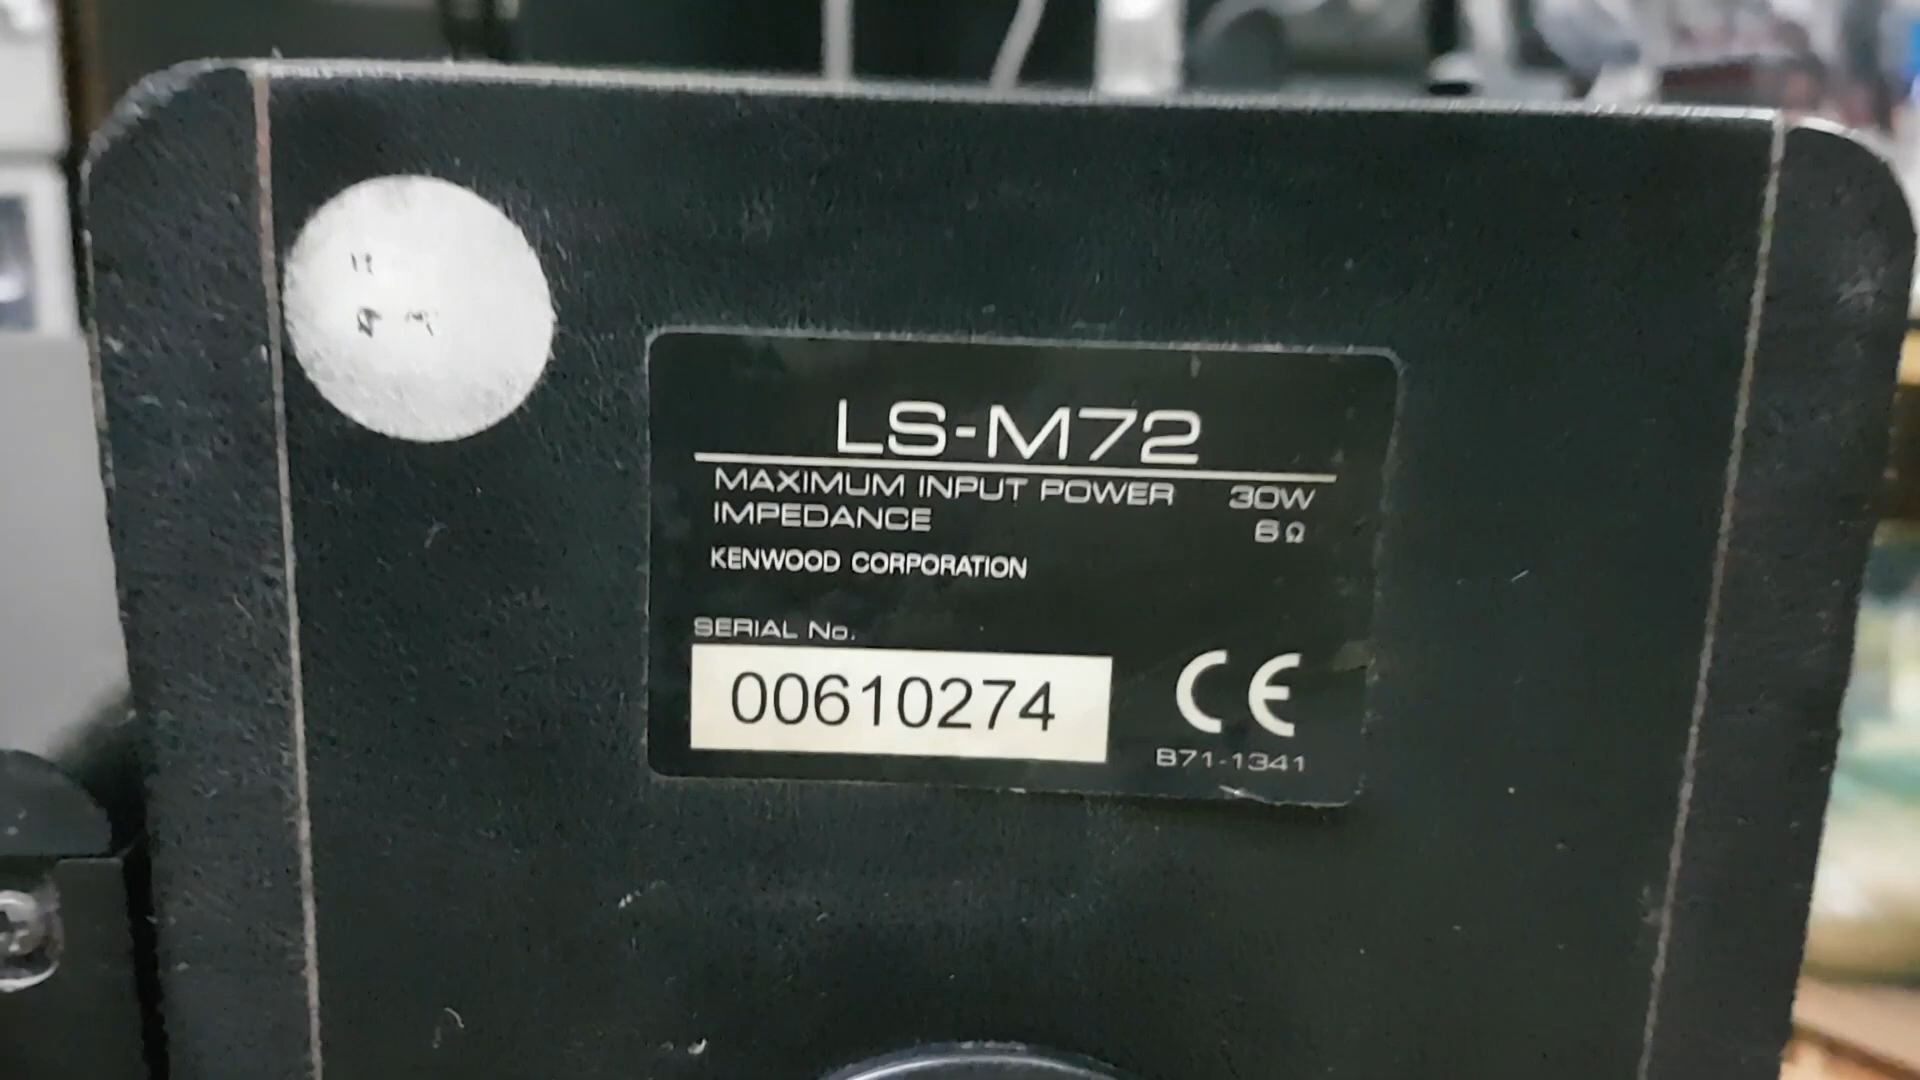 LS-M72
MAXIMUM INPUT POWER 30W
IMPEDANCE 6Ω
KENWOOD CORPORATION
SERIAL No.
00610274
CE
B71-1341